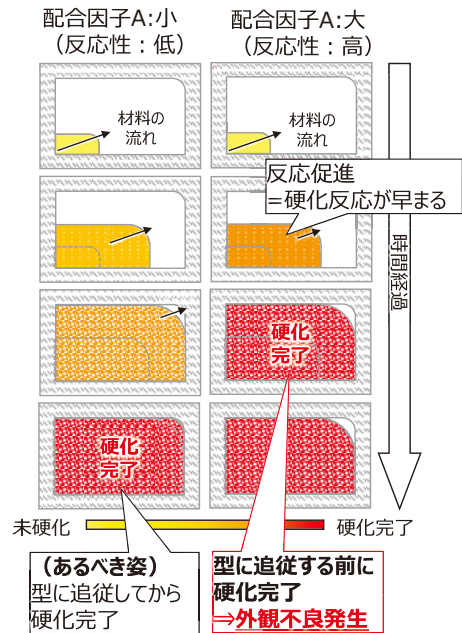 配合因子A:小
（反応性：低）
配合因子A:大
（反応性：高）
材料の
流れ
材料の
流れ
反応促進
=硬化反応が早まる
時間経過
硬化
完了
硬化
完了
未硬化
硬化完了
（あるべき姿）
型に追従してから
硬化完了
型に追従する前に
硬化完了
⇒外観不良発生